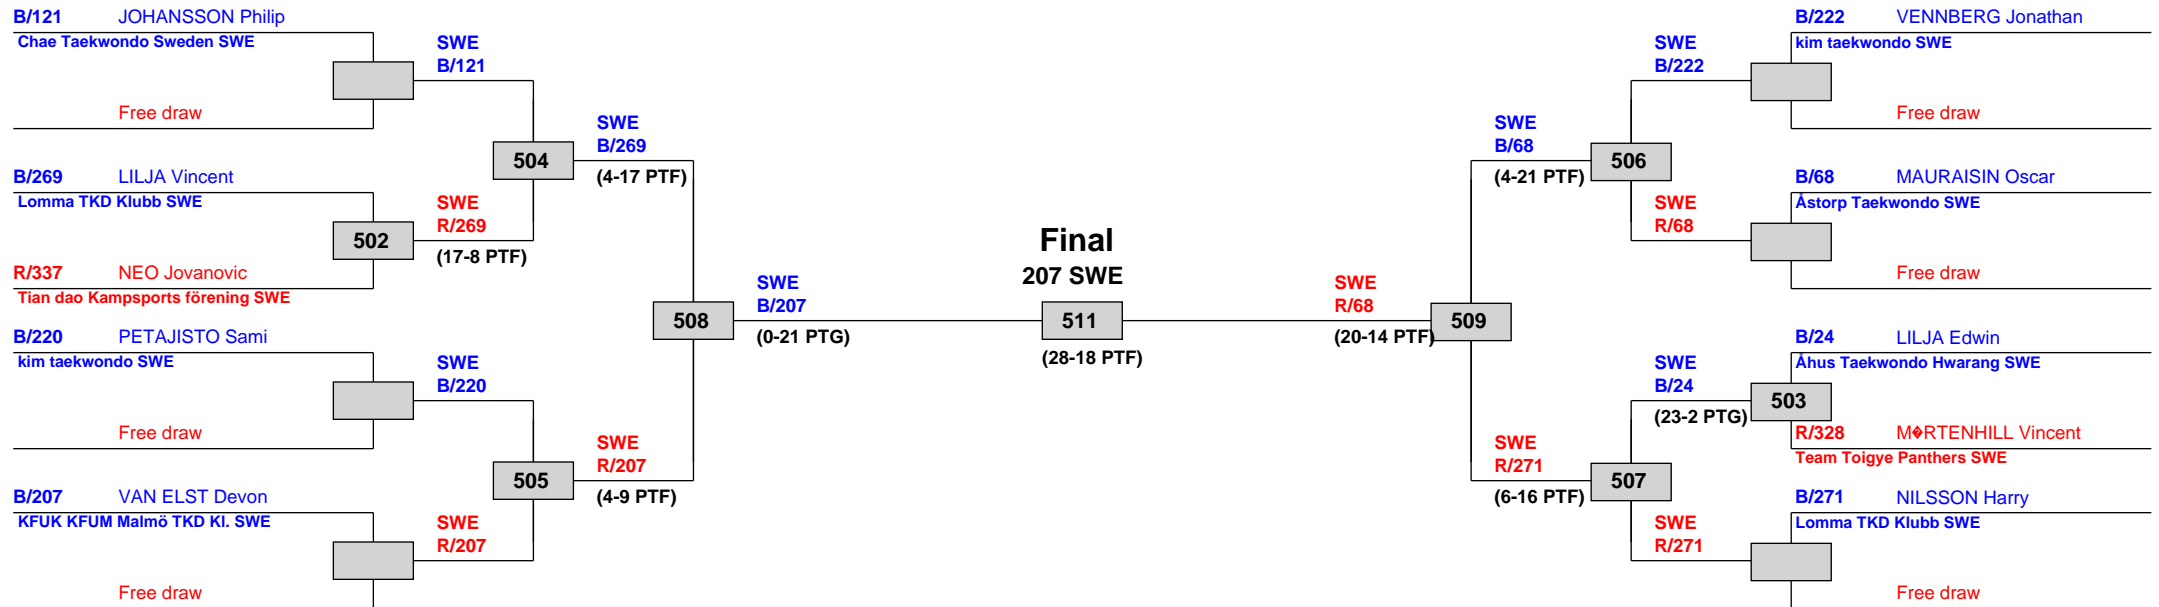 B/121 JOHANSSON Philip
Chae Taekwondo Sweden SWE
Free draw
SWE
B/121
B/269 LILJA Vincent
Lomma TKD Klubb SWE
502
R/337 NEO Jovanovic
Tian dao Kampsports förening SWE
SWE
R/269
(17-8 PTF)
504
SWE
B/269
(4-17 PTF)
B/220 PETAJISTO Sami
kim taekwondo SWE
Free draw
SWE
B/220
B/207 VAN ELST Devon
KFUK KFUM Malmö TKD Kl. SWE
Free draw
SWE
R/207
505
SWE
R/207
(4-9 PTF)
508
SWE
B/207
(0-21 PTG)
Final
207 SWE
511
(28-18 PTF)
SWE
R/68
(20-14 PTF)
509
SWE
B/68
(4-21 PTF)
506
SWE
B/222
B/222 VENNBERG Jonathan
kim taekwondo SWE
Free draw
SWE
R/68
B/68 MAURAISIN Oscar
Åstorp Taekwondo SWE
Free draw
SWE
R/271
(6-16 PTF)
507
SWE
B/24
(23-2 PTG)
503
B/24 LILJA Edwin
Åhus Taekwondo Hwarang SWE
R/328 M�RTENHILL Vincent
Team Toigye Panthers SWE
SWE
R/271
B/271 NILSSON Harry
Lomma TKD Klubb SWE
Free draw